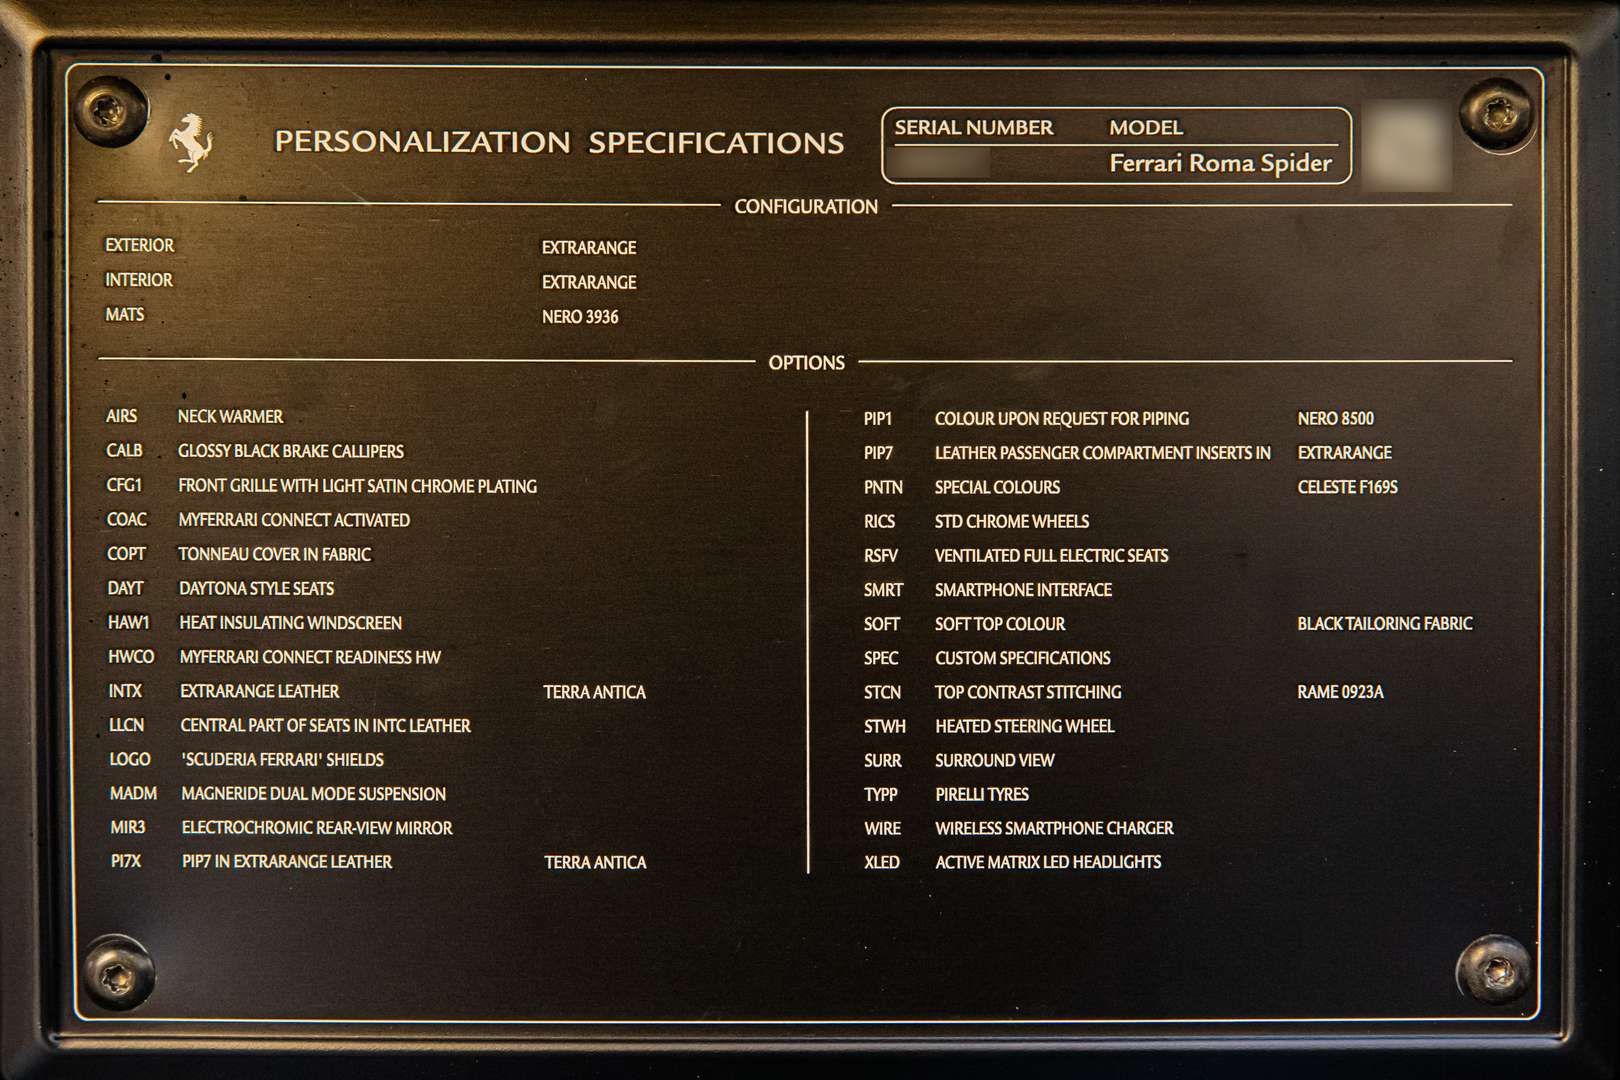 PERSONALIZATION SPECIFICATIONS
SERIAL NUMBER MODEL
Ferrari Roma Spider
CONFIGURATION
EXTERIOR EXTRARANGE
INTERIOR EXTRARANGE
MATS NERO 3936
OPTIONS
AIRS NECK WARMER
CALB GLOSSY BLACK BRAKE CALLIPERS
CFG1 FRONT GRILLE WITH LIGHT SATIN CHROME PLATING
COAC MYFERRARI CONNECT ACTIVATED
COPT TONNEAU COVER IN FABRIC
DAYT DAYTONA STYLE SEATS
HAW1 HEAT INSULATING WINDSCREEN
HWCO MYFERRARI CONNECT READINESS HW
INTX EXTRARANGE LEATHER TERRA ANTICA
LLCN CENTRAL PART OF SEATS IN INTC LEATHER
LOGO 'SCUDERIA FERRARI' SHIELDS
MADM MAGNERIDE DUAL MODE SUSPENSION
MIR3 ELECTROCHROMIC REAR-VIEW MIRROR
PI7X PIP7 IN EXTRARANGE LEATHER TERRA ANTICA
PIP1 COLOUR UPON REQUEST FOR PIPING NERO 8500
PIP7 LEATHER PASSENGER COMPARTMENT INSERTS IN EXTRARANGE
PNTN SPECIAL COLOURS CELESTE F169S
RICS STD CHROME WHEELS
RSFV VENTILATED FULL ELECTRIC SEATS
SMRT SMARTPHONE INTERFACE
SOFT SOFT TOP COLOUR BLACK TAILORING FABRIC
SPEC CUSTOM SPECIFICATIONS
STCN TOP CONTRAST STITCHING RAME 0923A
STWH HEATED STEERING WHEEL
SURR SURROUND VIEW
TYPP PIRELLI TYRES
WIRE WIRELESS SMARTPHONE CHARGER
XLED ACTIVE MATRIX LED HEADLIGHTS